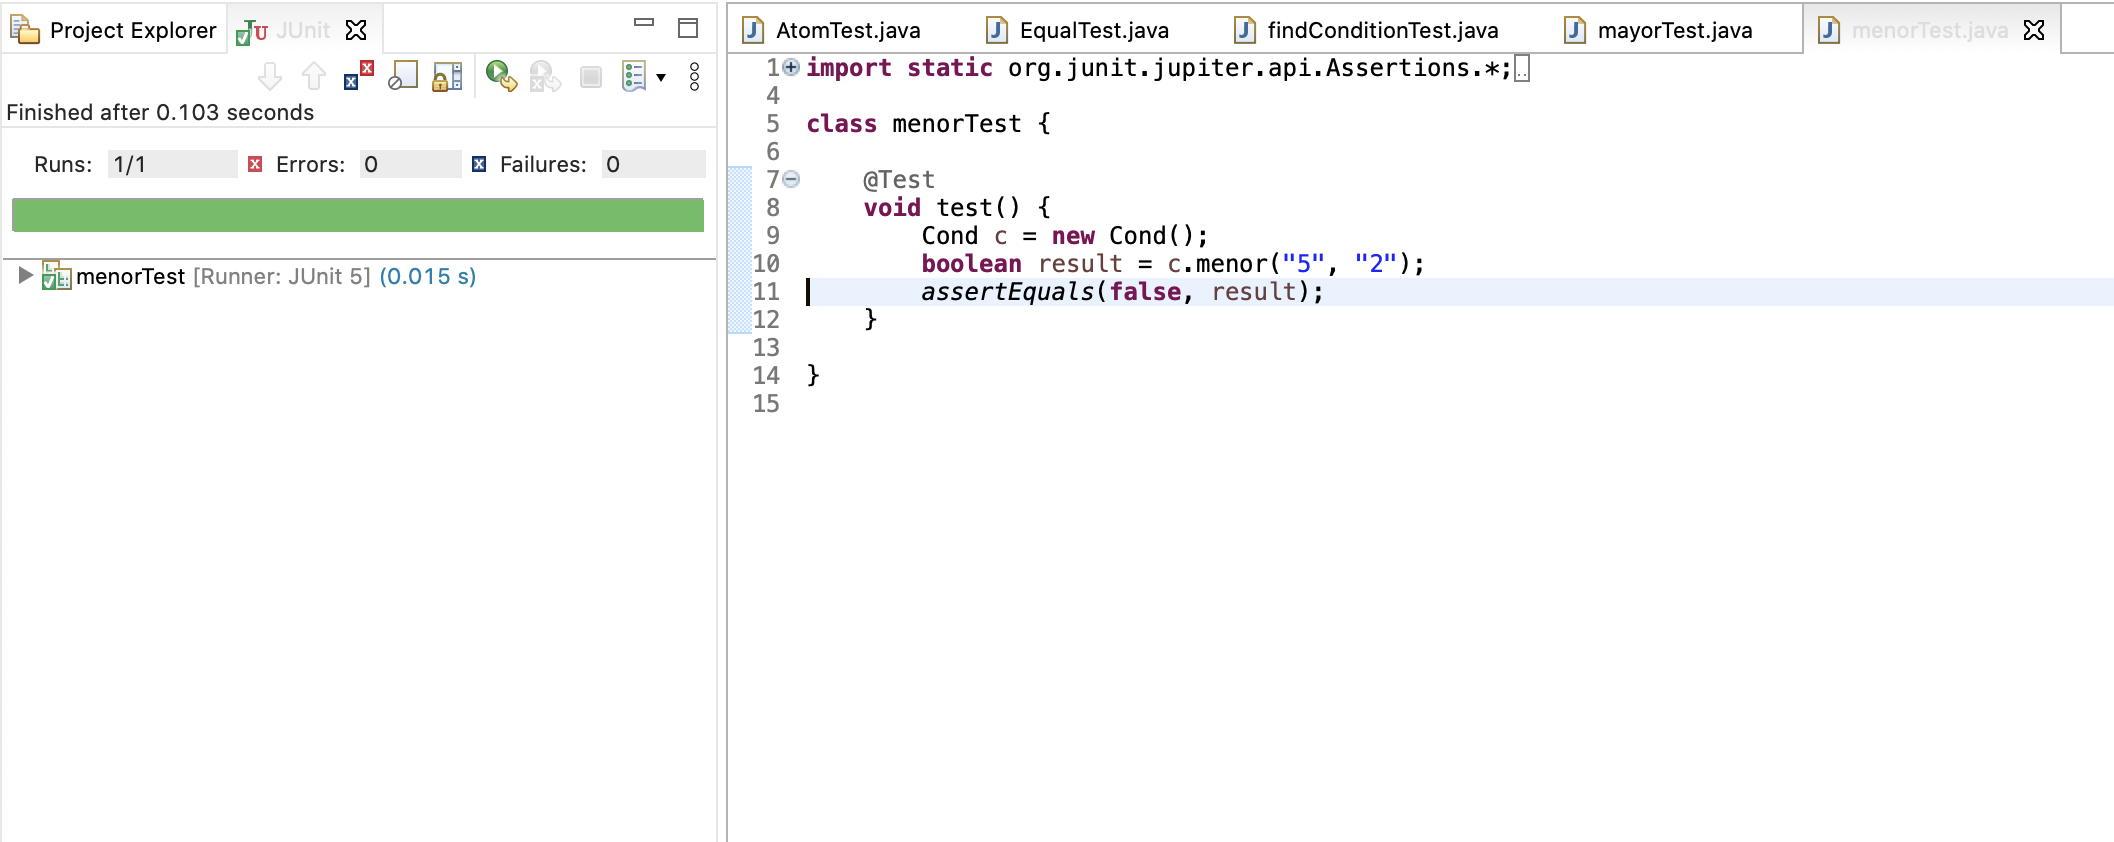 Project Explorer
JUnit
Finished after 0.103 seconds
Runs: 1/1 Errors: 0 Failures: 0
menorTest [Runner: JUnit 5] (0.015 s)
AtomTest.java EqualTest.java findConditionTest.java mayorTest.java menorTest.java
1 import static org.junit.jupiter.api.Assertions.*;
4
5 class menorTest {
6
7 @Test
8 void test() {
9 Cond c = new Cond();
10 boolean result = c.menor("5", "2");
11 assertEquals(false, result);
12 }
13
14 }
15